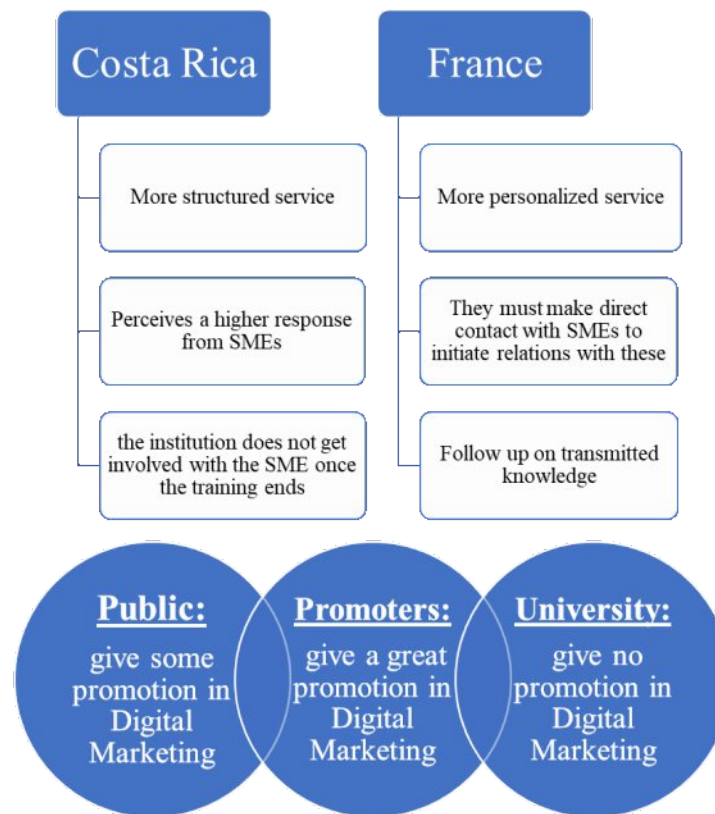 Costa Rica
More structured service
Perceives a higher response
from SMEs
the institution does not get
involved with the SME once
the training ends
France
More personalized service
They must make direct
contact with SMEs to
initiate relations with these
Follow up on transmitted
knowledge
Public:
give some
promotion in
Digital
Marketing
Promoters:
give a great
promotion in
Digital
Marketing
University:
give no
promotion in
Digital
Marketing